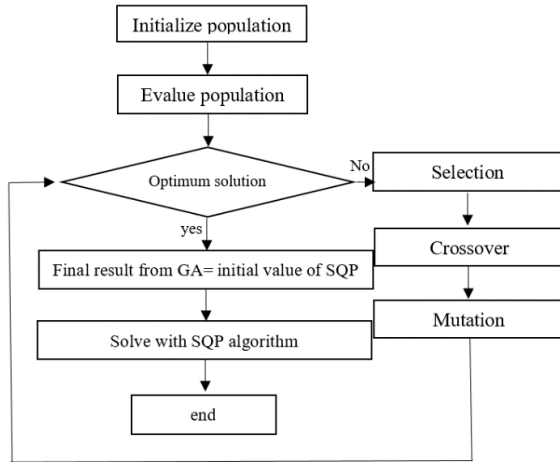 Initialize population
Evalue population
Optimum solution
No
Selection
yes
Crossover
Final result from GA= initial value of SQP
Mutation
Solve with SQP algorithm
end